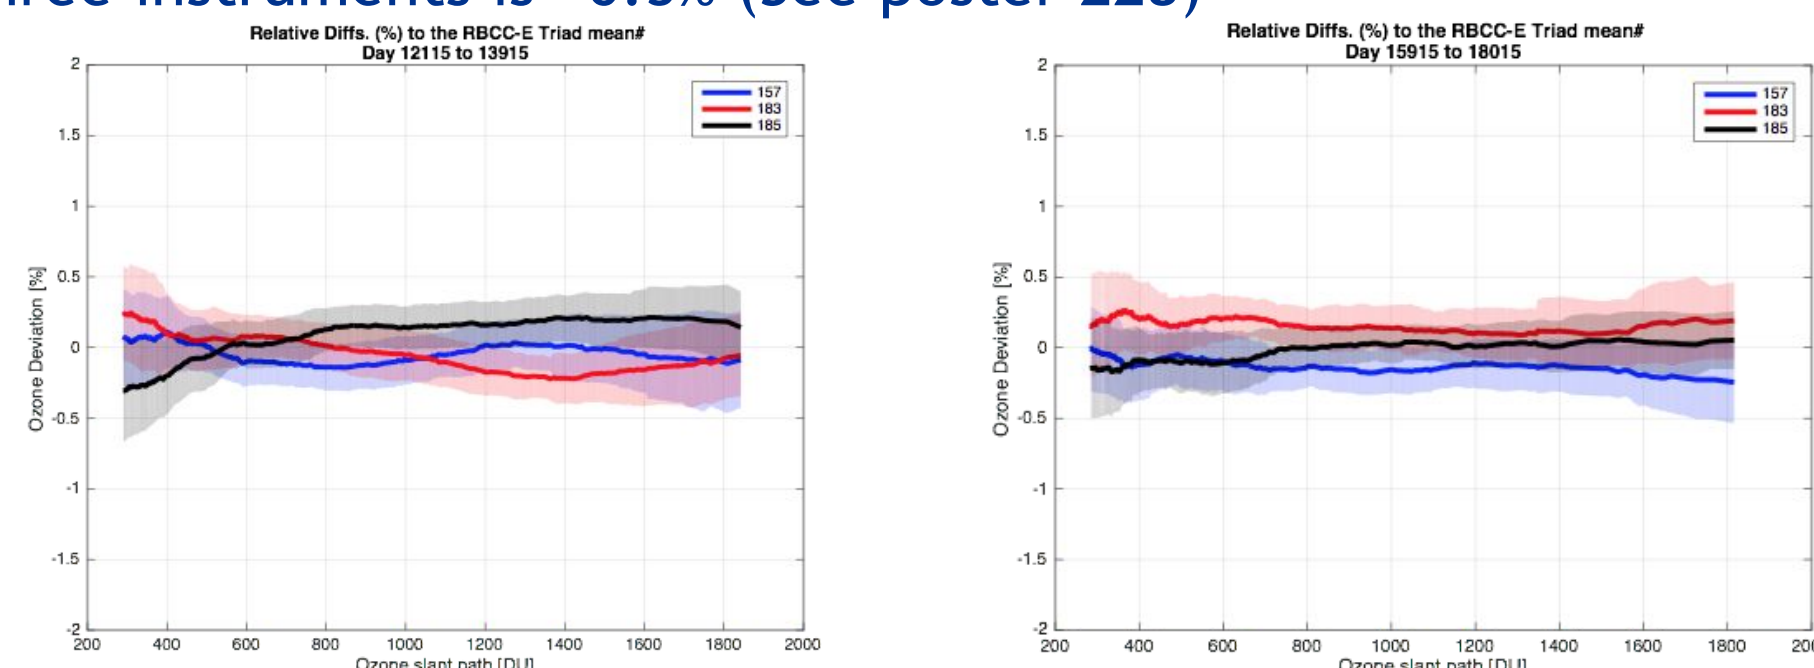 instruments is (see poster
Relative Diffs. (%) to the RBCC-E Triad mean#
Day 12115 to 13915
157
183
185
2
1.5
1
0.5
0
-0.5
-1
-1.5
-2
Ozone Deviation [%]
200 400 600 800 1000 1200 1400 1600 1800 2000
Ozone slant path [DU]
Relative Diffs. (%) to the RBCC-E Triad mean#
Day 15915 to 18015
157
183
185
2
1.5
1
0.5
0
-0.5
-1
-1.5
-2
Ozone Deviation [%]
200 400 600 800 1000 1200 1400 1600 1800
Ozone slant path [DU]